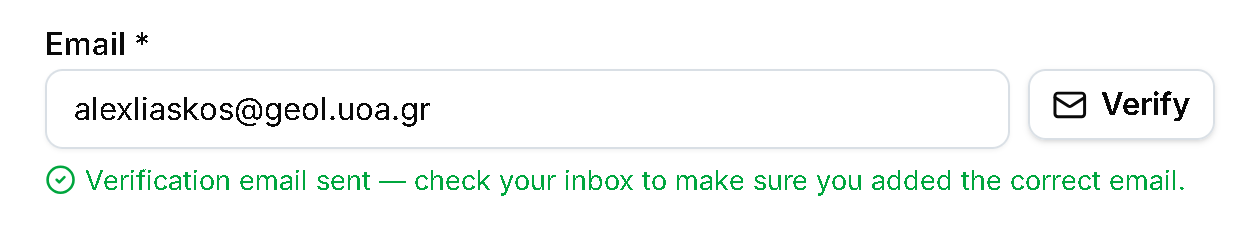 Email *
alexliaskos@geol.uoa.gr
Verify
Verification email sent — check your inbox to make sure you added the correct email.